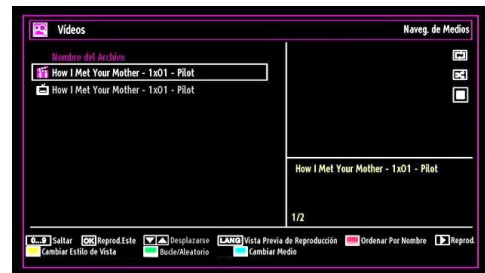 Vídeos
Naveg. de Medios
Nombre del Archivo
How I Met Your Mother - 1x01 - Pilot
How I Met Your Mother - 1x01 - Pilot
How I Met Your Mother - 1x01 - Pilot
1/2
0...9 Saltar OK Reprod.Este Desplazarse LANG Vista Previa de Reproducción Ordenar Por Nombre Reprod.
Cambiar Estilo de Vista Bucle/Aleatorio Cambiar Medio